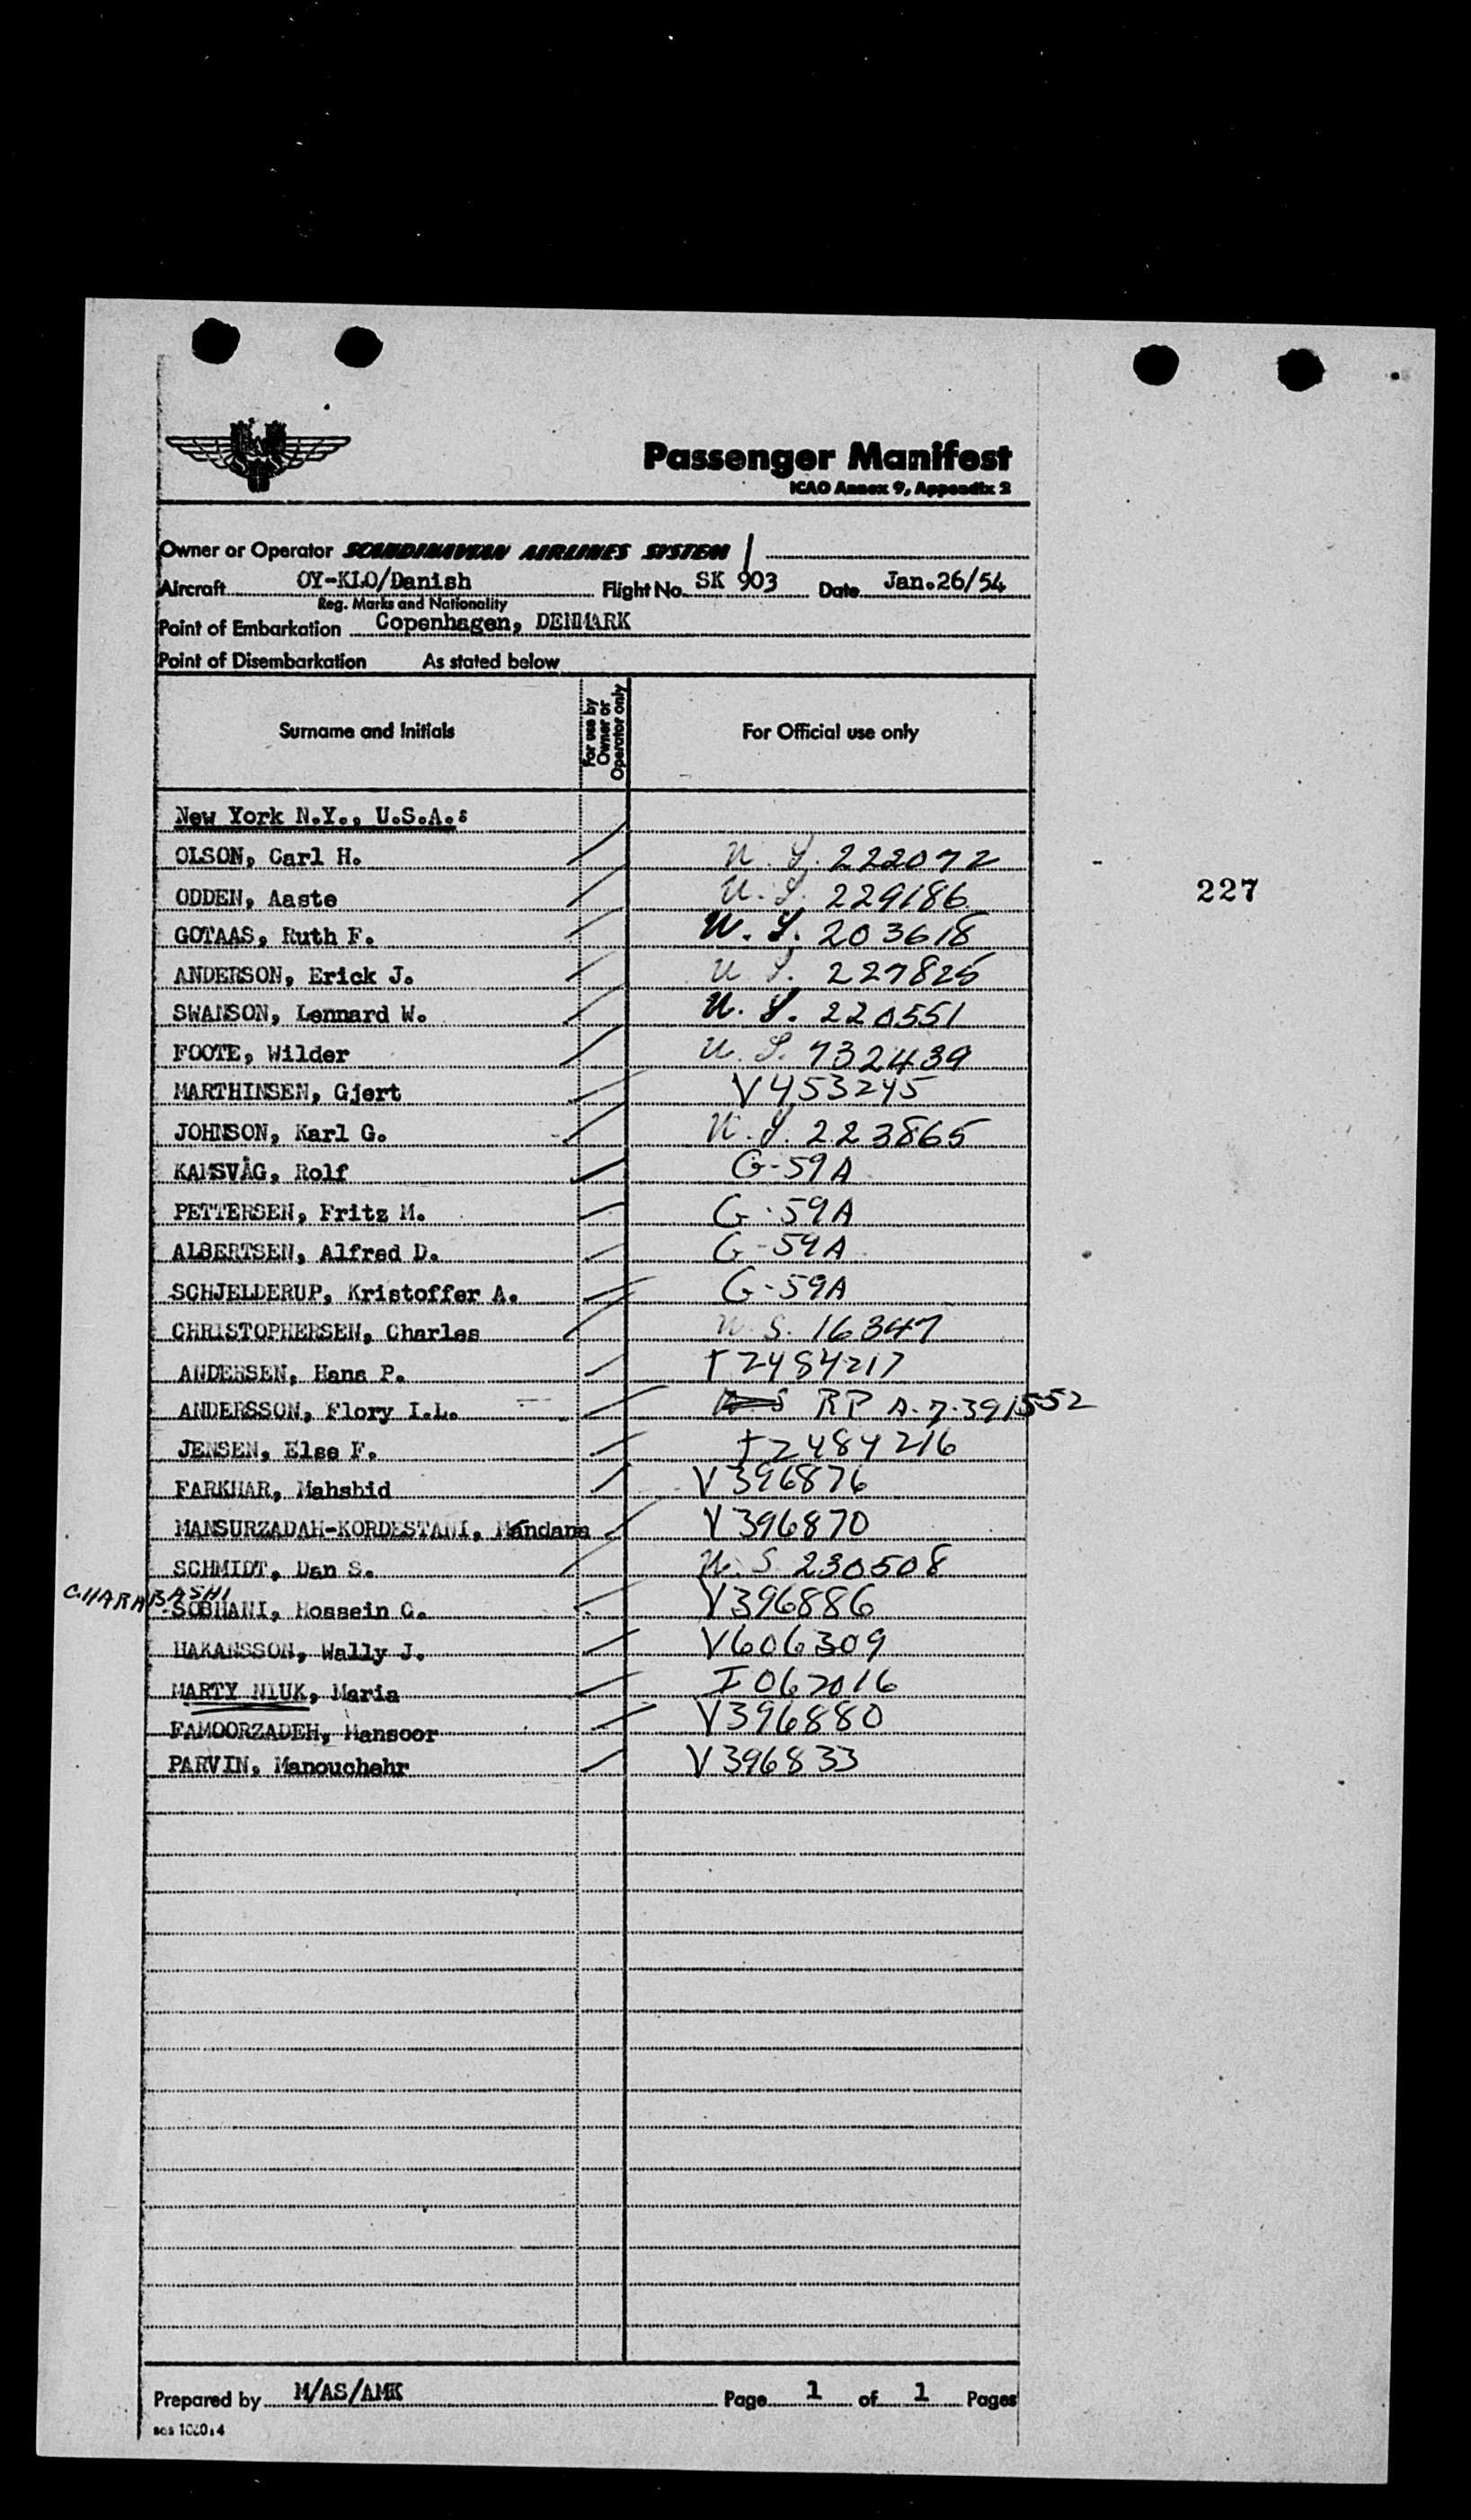 Passenger Manifest
ICAO Annex 9, Appendix 2
Owner or Operator SCANDINAVIAN AIRLINES SYSTEM
Aircraft OY-KLO/Danish Flight No. SK 903 Date Jan.26/54
Reg. Marks and Nationality
Point of Embarkation Copenhagen, DENMARK
Point of Disembarkation As stated below
Surname and Initials For use by Owner or Operator only For Official use only
New York N.Y., U.S.A.:
OLSON, Carl H. U. S. 222072
227
ODDEN, Aaste U. S. 229186
GOTAAS, Ruth F. U. S. 203618
ANDERSON, Erick J. U S. 227825
SWANSON, Lennard W. U. S. 220551
FOOTE, Wilder U. S. 732439
MARTHINSEN, Gjert V453245
JOHNSON, Karl G. U. S. 223865
KAMSVÅG, Rolf G-59A
PETTERSEN, Fritz M. G-59A
ALBERTSEN, Alfred D. G-59A
SCHJELDERUP, Kristoffer A. G-59A
CHRISTOPHERSEN, Charles U. S. 16347
ANDERSEN, Hans P. T2484217
ANDERSSON, Flory I.L. RP A-7-391552
JENSEN, Else F. T2484216
FARKHAR, Mahshid V396876
MANSURZADAH-KORDESTANI, Mandana V396870
SCHMIDT, Dan S. U. S 230508
GHARABASHI
SOBHANI, Hossein G. V396886
HAKANSSON, Wally J. V606309
MARTY NIUK, Maria I062016
FAMOORZADEH, Mansoor V396880
PARVIN, Manouchehr V396833
Prepared by M/AS/AMK Page 1 of 1 Pages